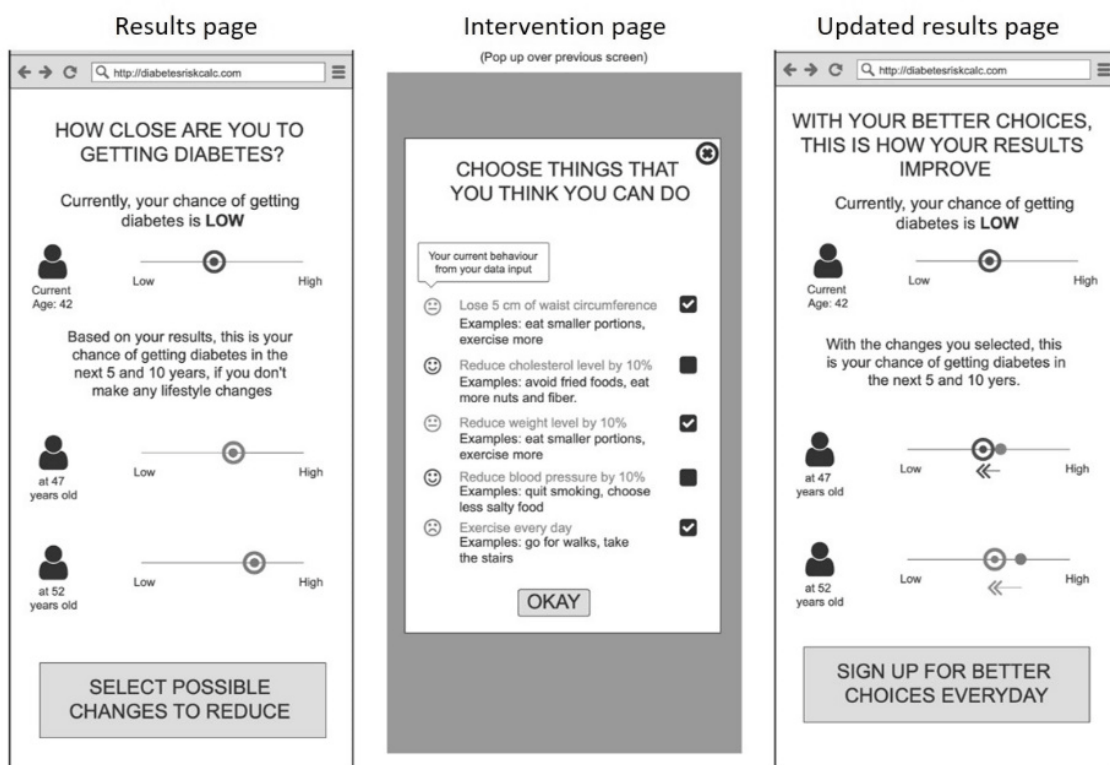 Results page
http://diabetesriskcalc.com
HOW CLOSE ARE YOU TO
GETTING DIABETES?
Currently, your chance of getting
diabetes is LOW
Current
Age: 42
Low
High
Based on your results, this is your
chance of getting diabetes in the
next 5 and 10 years, if you don't
make any lifestyle changes
at 47
years old
Low
High
at 52
years old
Low
High
SELECT POSSIBLE
CHANGES TO REDUCE
Intervention page
(Pop up over previous screen)
CHOOSE THINGS THAT
YOU THINK YOU CAN DO
Your current behaviour
from your data input
Lose 5 cm of waist circumference
Examples: eat smaller portions,
exercise more
Reduce cholesterol level by 10%
Examples: avoid fried foods, eat
more nuts and fiber.
Reduce weight level by 10%
Examples: eat smaller portions,
exercise more
Reduce blood pressure by 10%
Examples: quit smoking, choose
less salty food
Exercise every day
Examples: go for walks, take
the stairs
OKAY
Updated results page
http://diabetesriskcalc.com
WITH YOUR BETTER CHOICES,
THIS IS HOW YOUR RESULTS
IMPROVE
Currently, your chance of getting
diabetes is LOW
Current
Age: 42
Low
High
With the changes you selected, this
is your chance of getting diabetes in
the next 5 and 10 yers.
at 47
years old
Low
High
at 52
years old
Low
High
SIGN UP FOR BETTER
CHOICES EVERYDAY